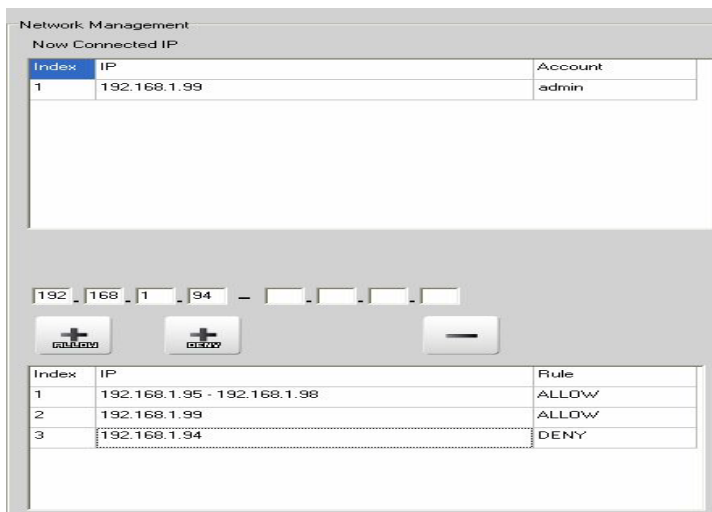 Network Management
Now Connected IP
Index IP Account
1 192.168.1.99 admin
192 . 168 . 1 . 94 – . . .
+ ALLOW + DENY –
Index IP Rule
1 192.168.1.95 - 192.168.1.98 ALLOW
2 192.168.1.99 ALLOW
3 192.168.1.94 DENY